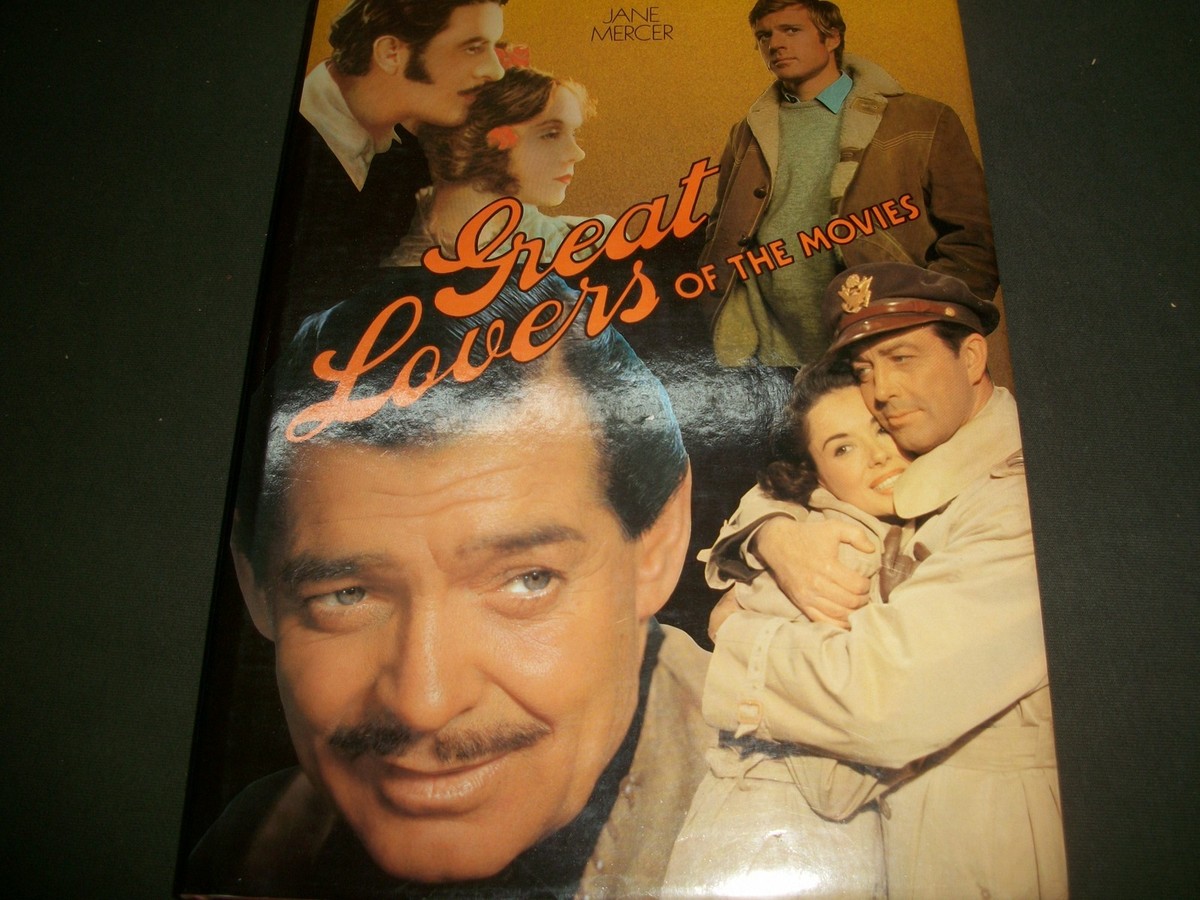 JANE
MERCER
Great
Lovers OF THE MOVIES